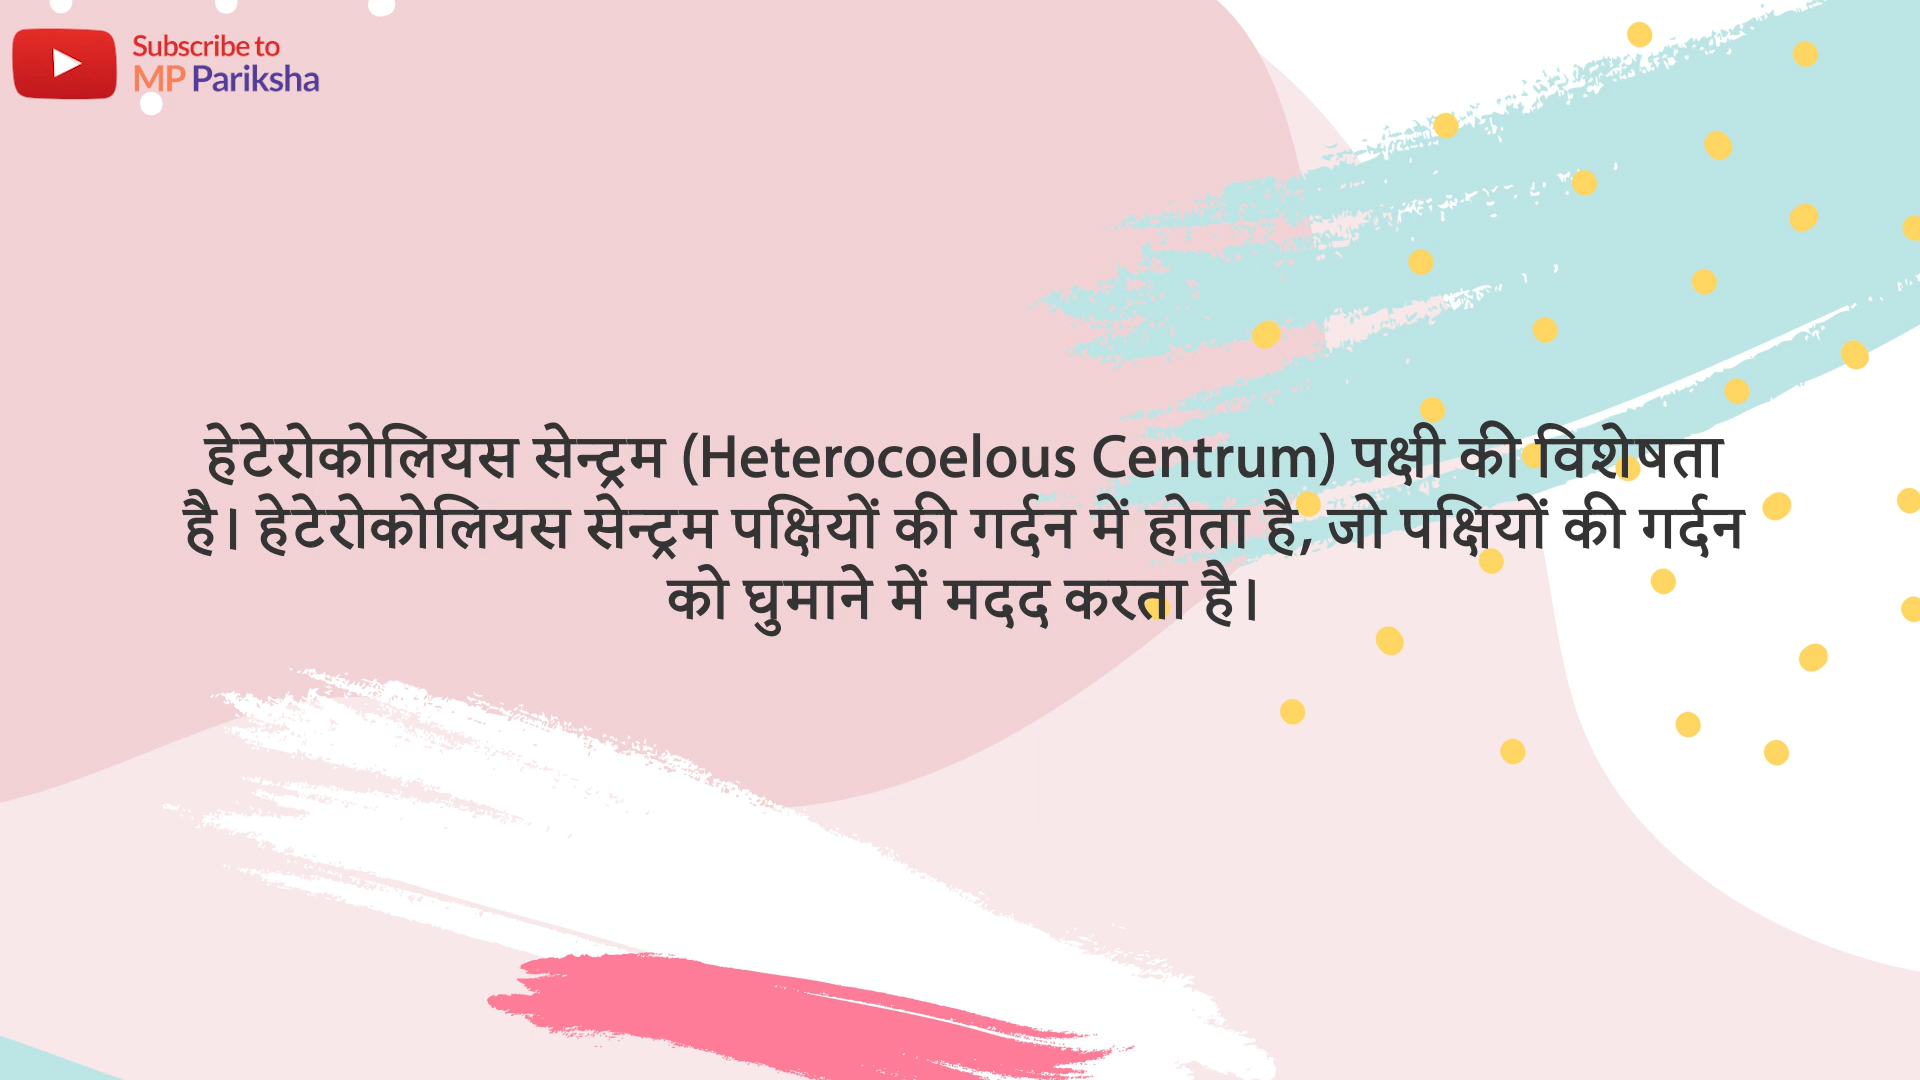 Subscribe to
MP Pariksha
हेटेरोकोलियस सेन्ट्रम (Heterocoelous Centrum) पक्षी की विशेषता
है। हेटेरोकोलियस सेन्ट्रम पक्षियों की गर्दन में होता है, जो पक्षियों की गर्दन
को घुमाने में मदद करता है।